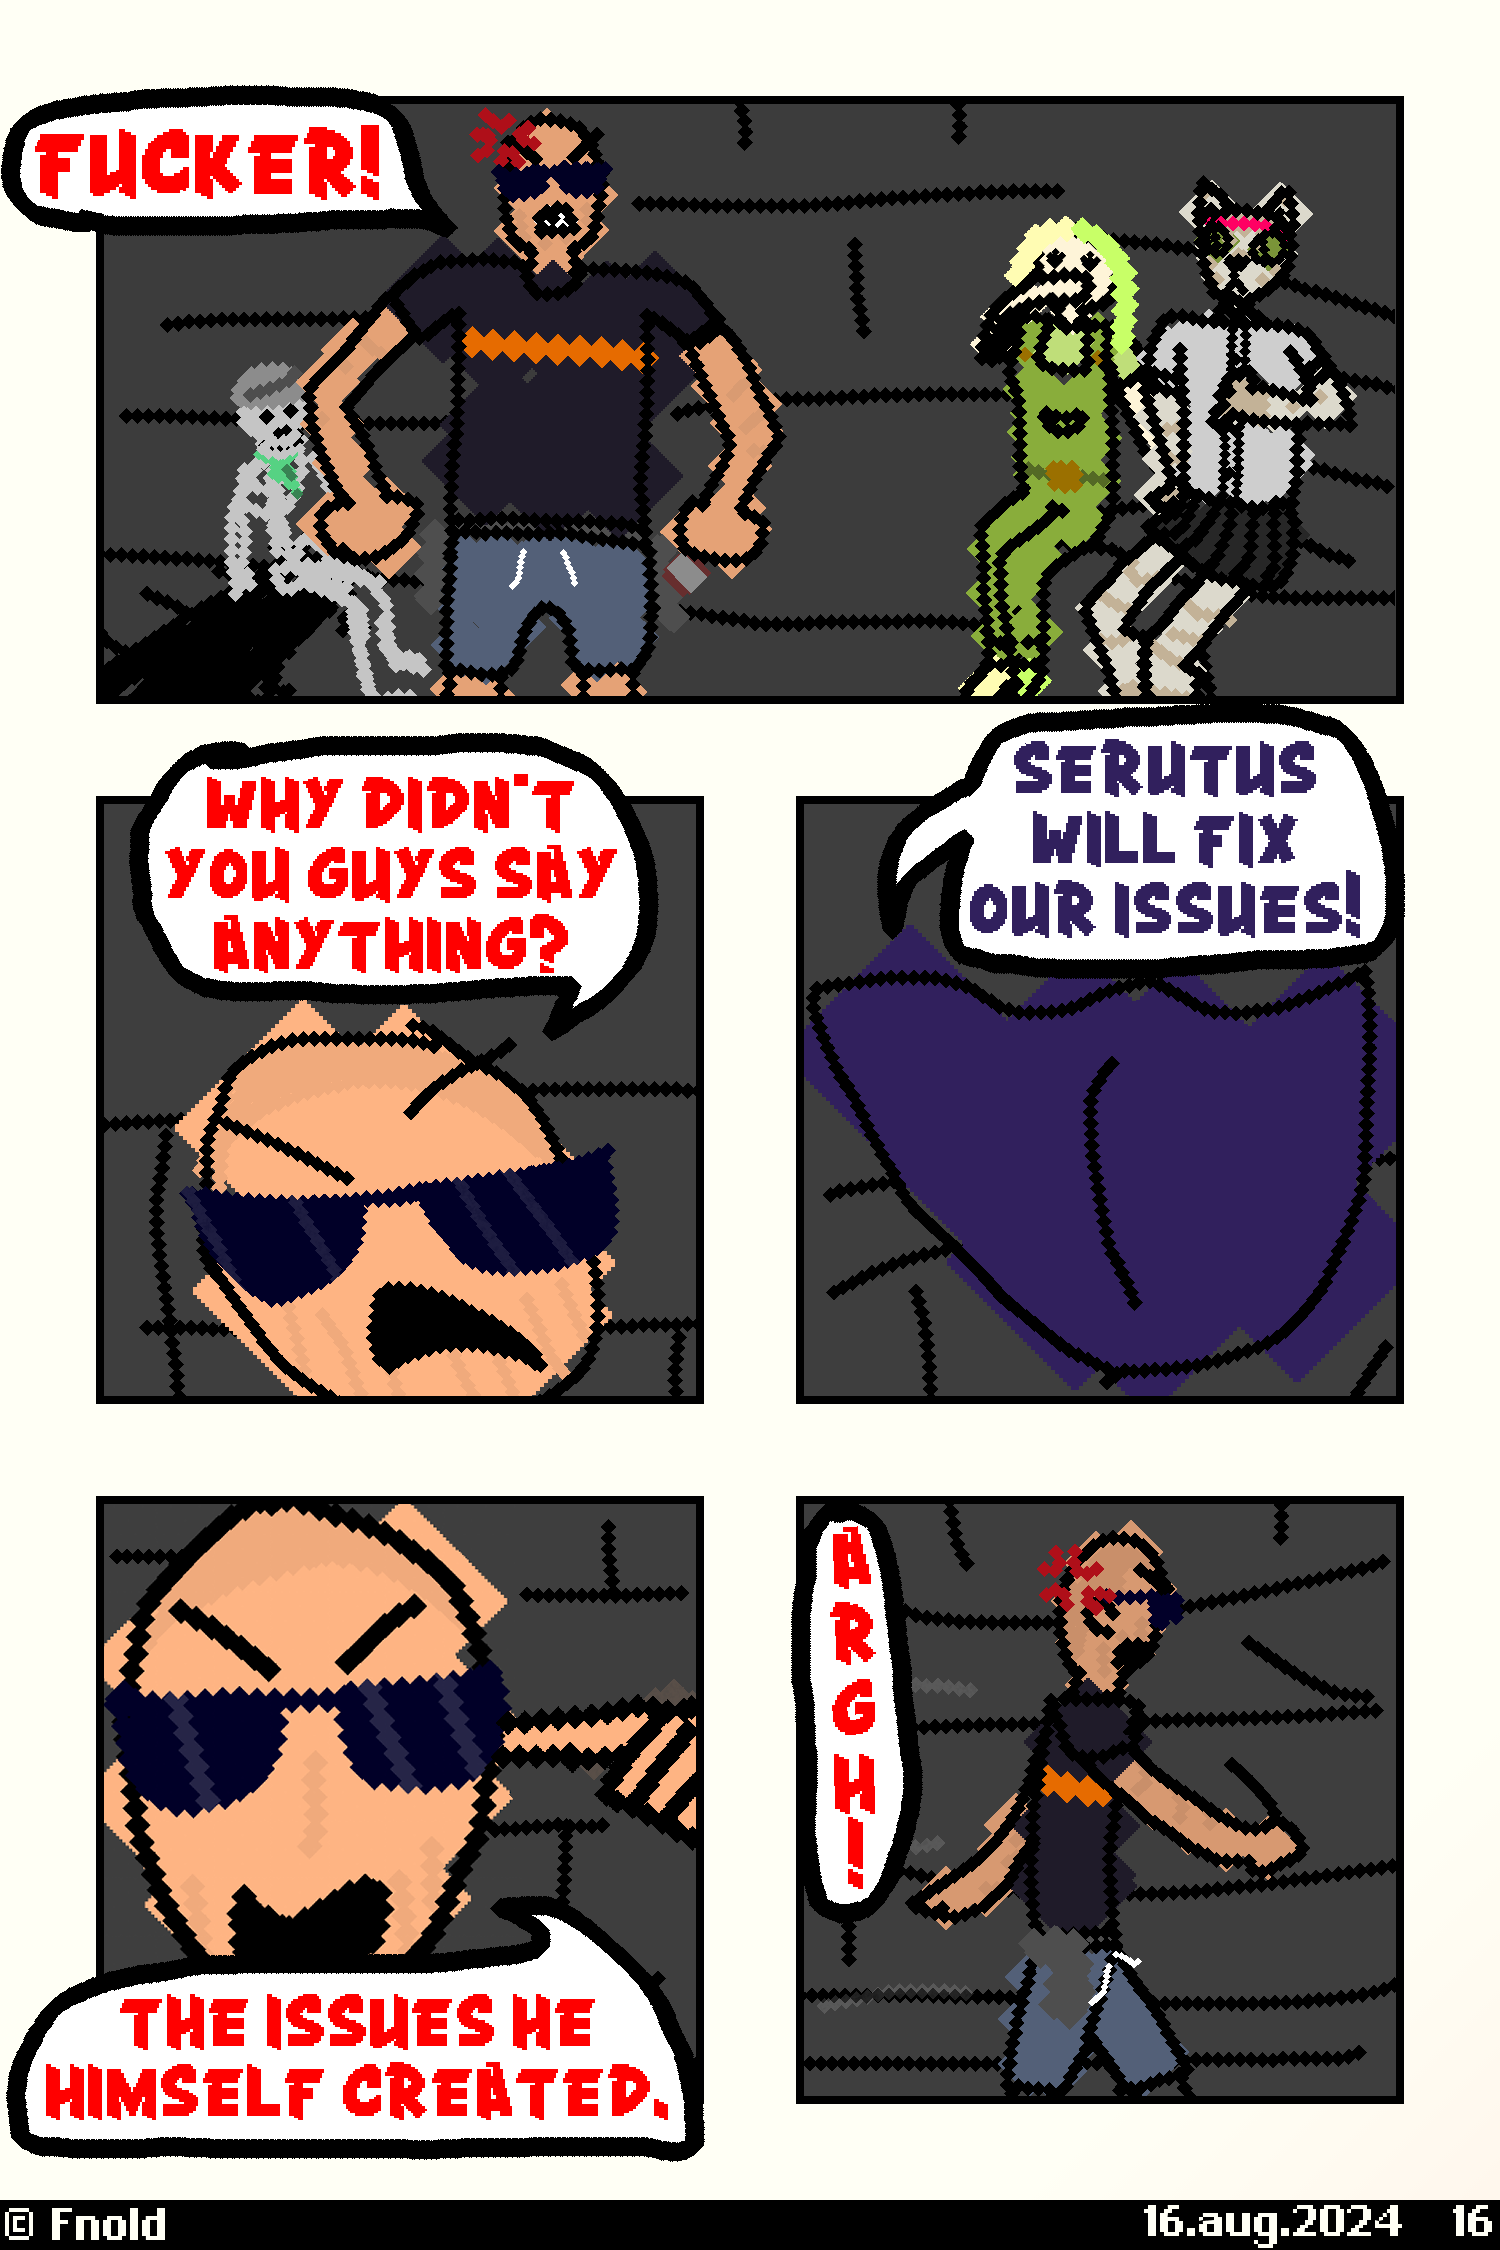 FUCKER!
WHY DIDN'T
YOU GUYS SAY
ANYTHING?
SERUTUS
WILL FIX
OUR ISSUES!
THE ISSUES HE
HIMSELF CREATED.
ARGH!
© Fnold
16.aug.2024 16